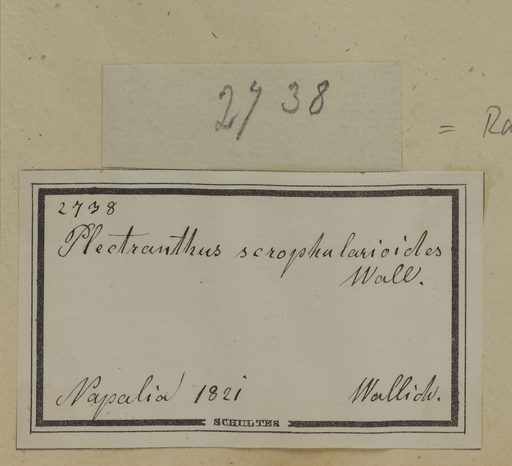 2738
= Ra
2738
Plectranthus scrophularioides
Wall.
Napalia 1821 Wallich.
SCHULTES